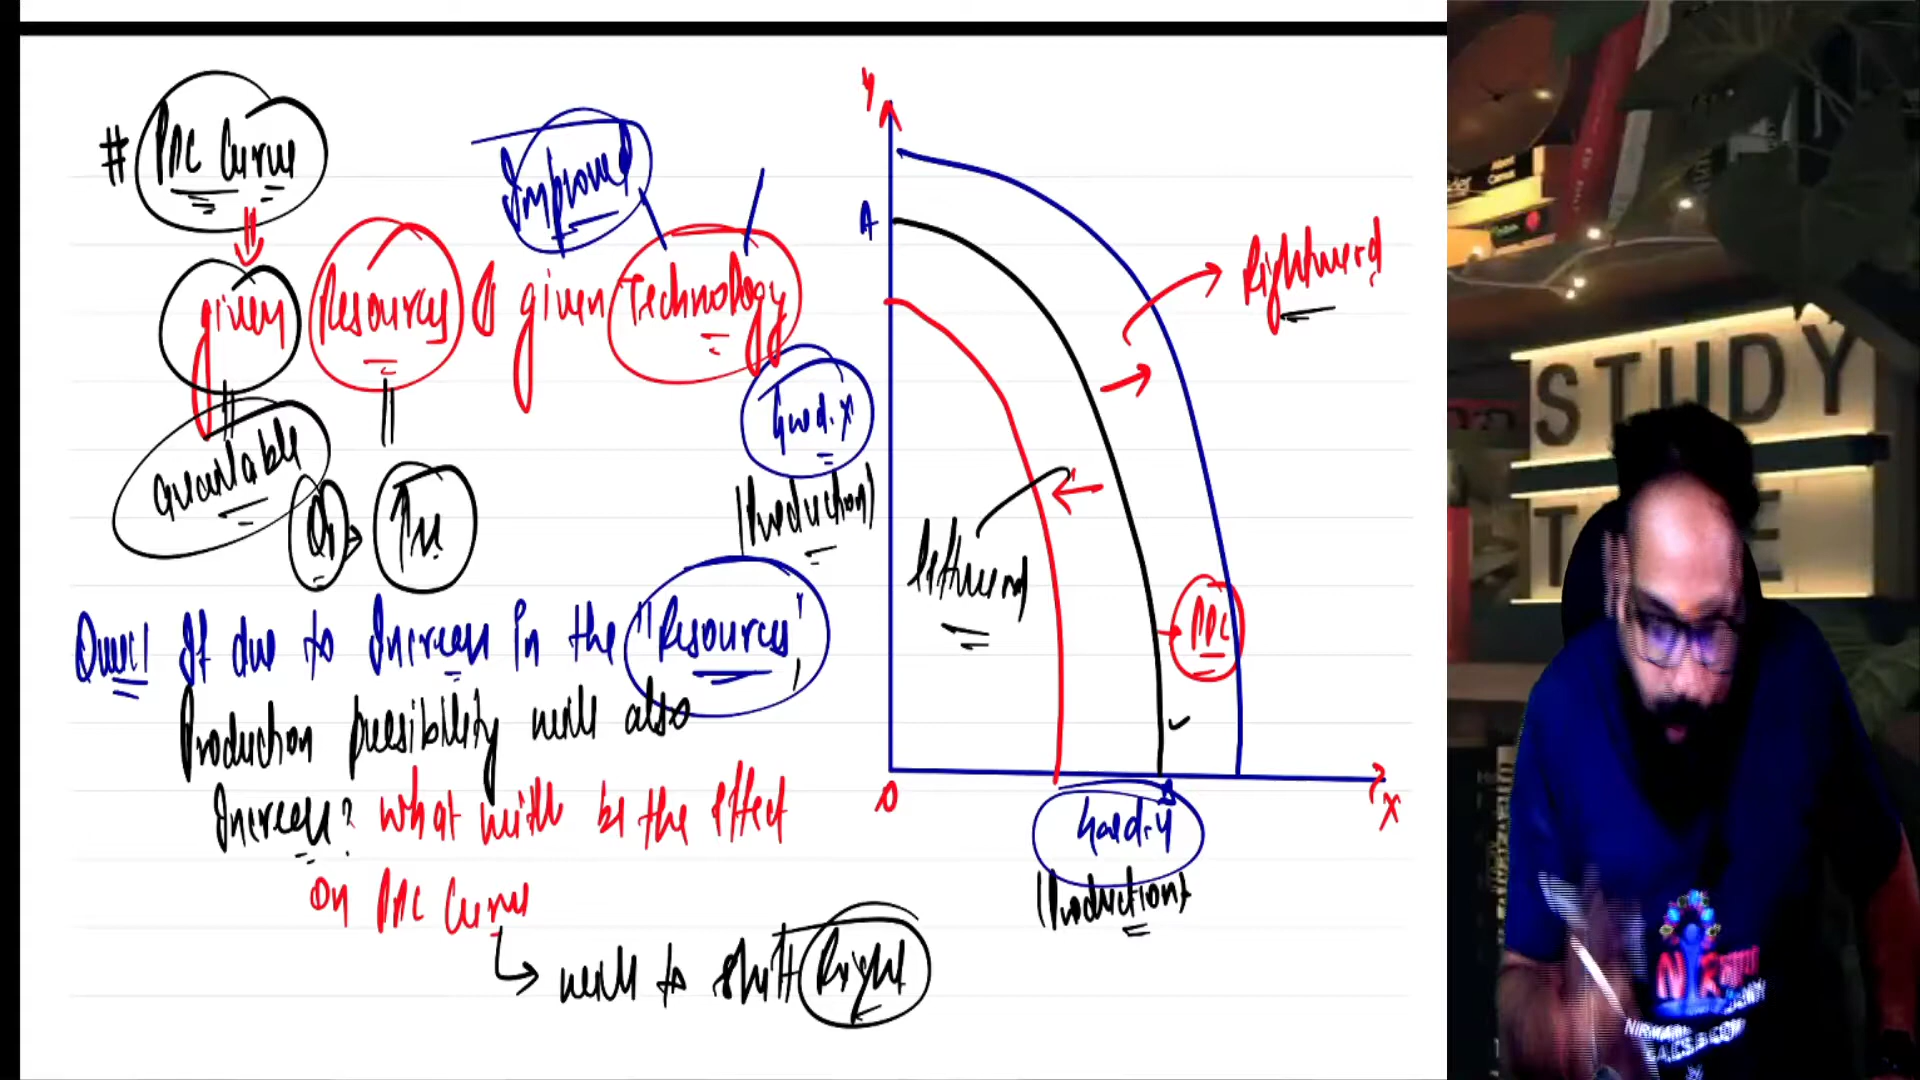 # PPC Curve
Improved
given Resources & given Technology
available
Good.x
(Production)
Ques! If due to Increase in the "Resources",
Production possibility will also
Increase? What will be the effect
on PPC Curve
will to shift Right
y
A
Rightward
leftward
PPC
O
x
Good.y
(Production)
STUDY